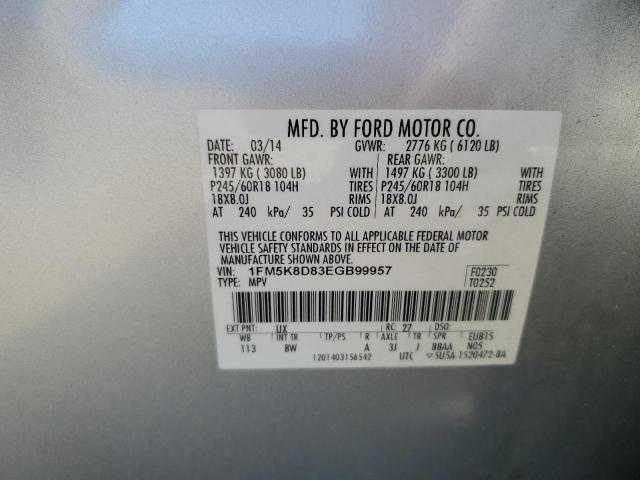 MFD. BY FORD MOTOR CO.
DATE: 03/14 GVWR: 2776 KG ( 6120 LB)
FRONT GAWR: REAR GAWR:
1397 KG ( 3080 LB) WITH 1497 KG ( 3300 LB) WITH
P245/60R18 104H TIRES P245/60R18 104H TIRES
18X8.0J RIMS 18X8.0J RIMS
AT 240 kPa/ 35 PSI COLD AT 240 kPa/ 35 PSI COLD
THIS VEHICLE CONFORMS TO ALL APPLICABLE FEDERAL MOTOR
VEHICLE SAFETY STANDARDS IN EFFECT ON THE DATE OF
MANUFACTURE SHOWN ABOVE.
VIN: 1FM5K8D83EGB99957 F0230
TYPE: MPV T0252
EXT PNT: UX RC: 27 DSO:
WB BRK INT TR TP/PS R AXLE TR SPR EUB15
113 8W A 3J J BBAA N05
1201403156542 UTC ▽5U5A-1520472-BA